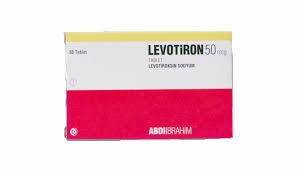 50 Tablet
LEVOTiRON 50 mcg
TABLET
LEVOTİROKSİN SODYUM
ABDİİBRAHİM